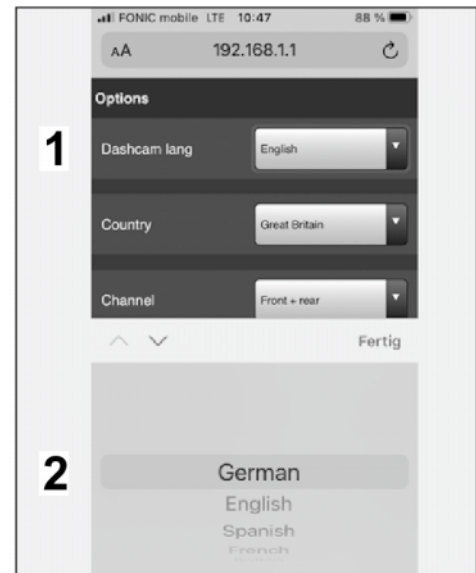 FONIC mobile LTE 10:47 88 %
AA 192.168.1.1
Options
1
Dashcam lang English
Country Great Britain
Channel Front + rear
Fertig
2
German
English
Spanish
French